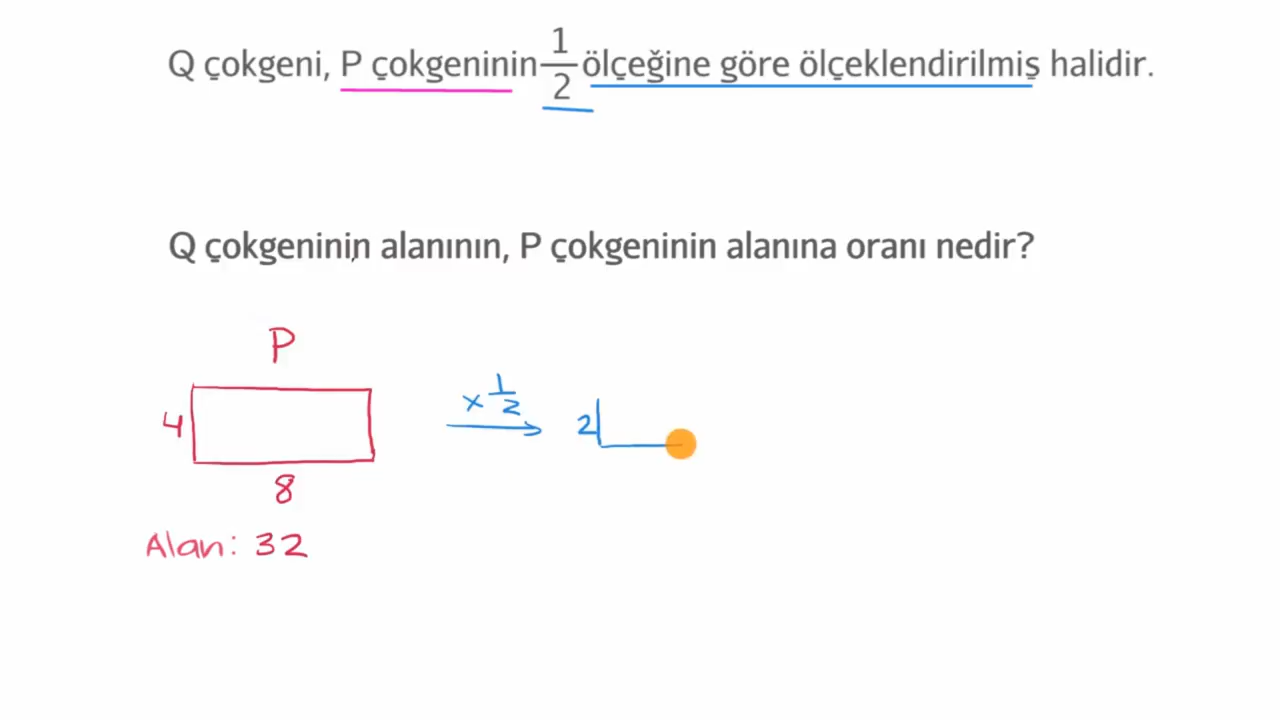 Q çokgeni, P çokgeninin 1/2 ölçeğine göre ölçeklendirilmiş halidir.
Q çokgeninin alanının, P çokgeninin alanına oranı nedir?
P
4
8
x 1/2
2
Alan: 32